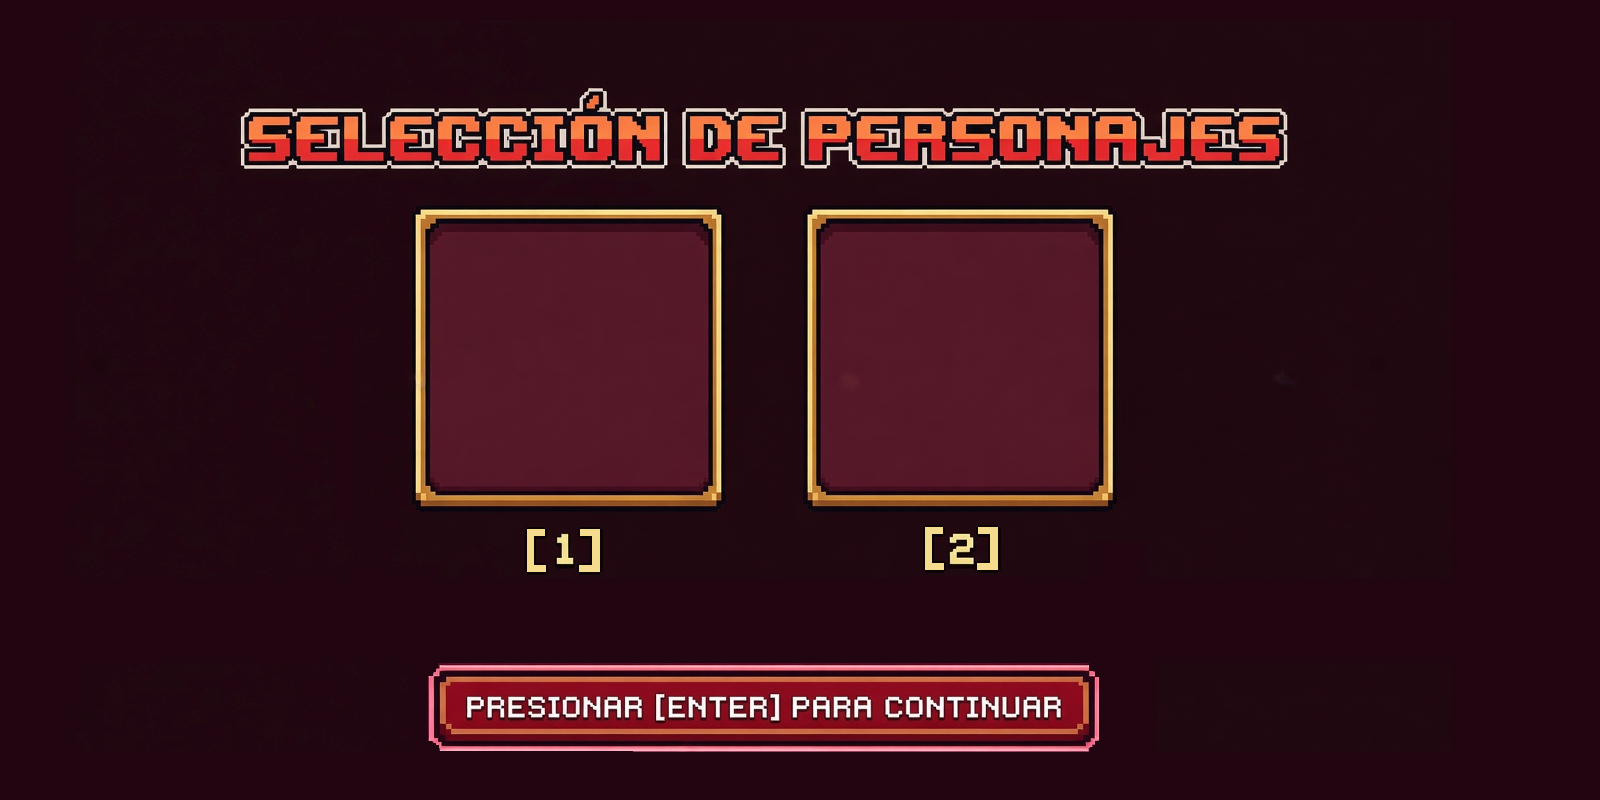 SELECCIÓN DE PERSONAJES
[1]
[2]
PRESIONAR [ENTER] PARA CONTINUAR